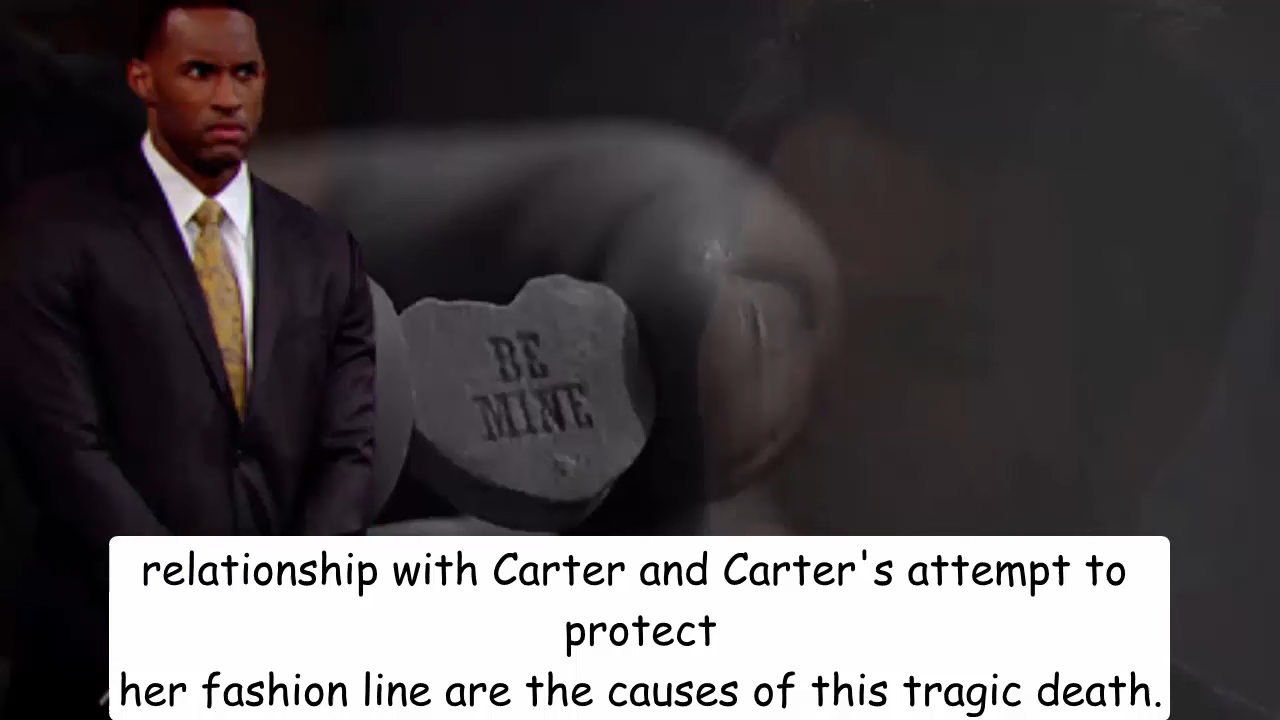 BE
MINE
relationship with Carter and Carter's attempt to
protect
her fashion line are the causes of this tragic death.